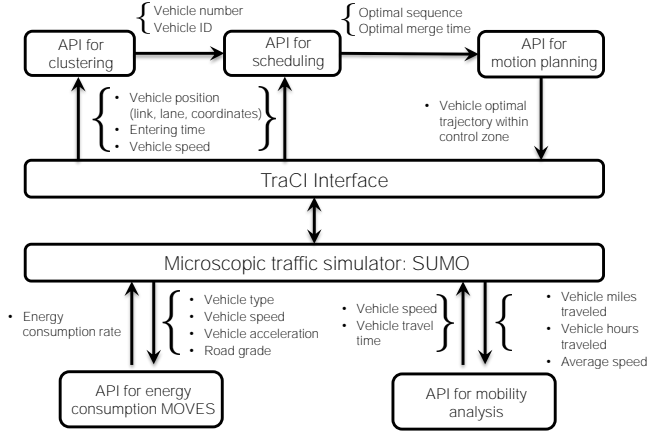 Vehicle number
Vehicle ID
Optimal sequence
Optimal merge time
API for
clustering
API for
scheduling
API for
motion planning
• Vehicle position
(link, lane, coordinates)
• Entering time
• Vehicle speed
• Vehicle optimal
trajectory within
control zone
TraCI Interface
Microscopic traffic simulator: SUMO
• Energy
consumption rate
• Vehicle type
• Vehicle speed
• Vehicle acceleration
• Road grade
• Vehicle speed
• Vehicle travel
time
• Vehicle miles
traveled
• Vehicle hours
traveled
• Average speed
API for energy
consumption MOVES
API for mobility
analysis